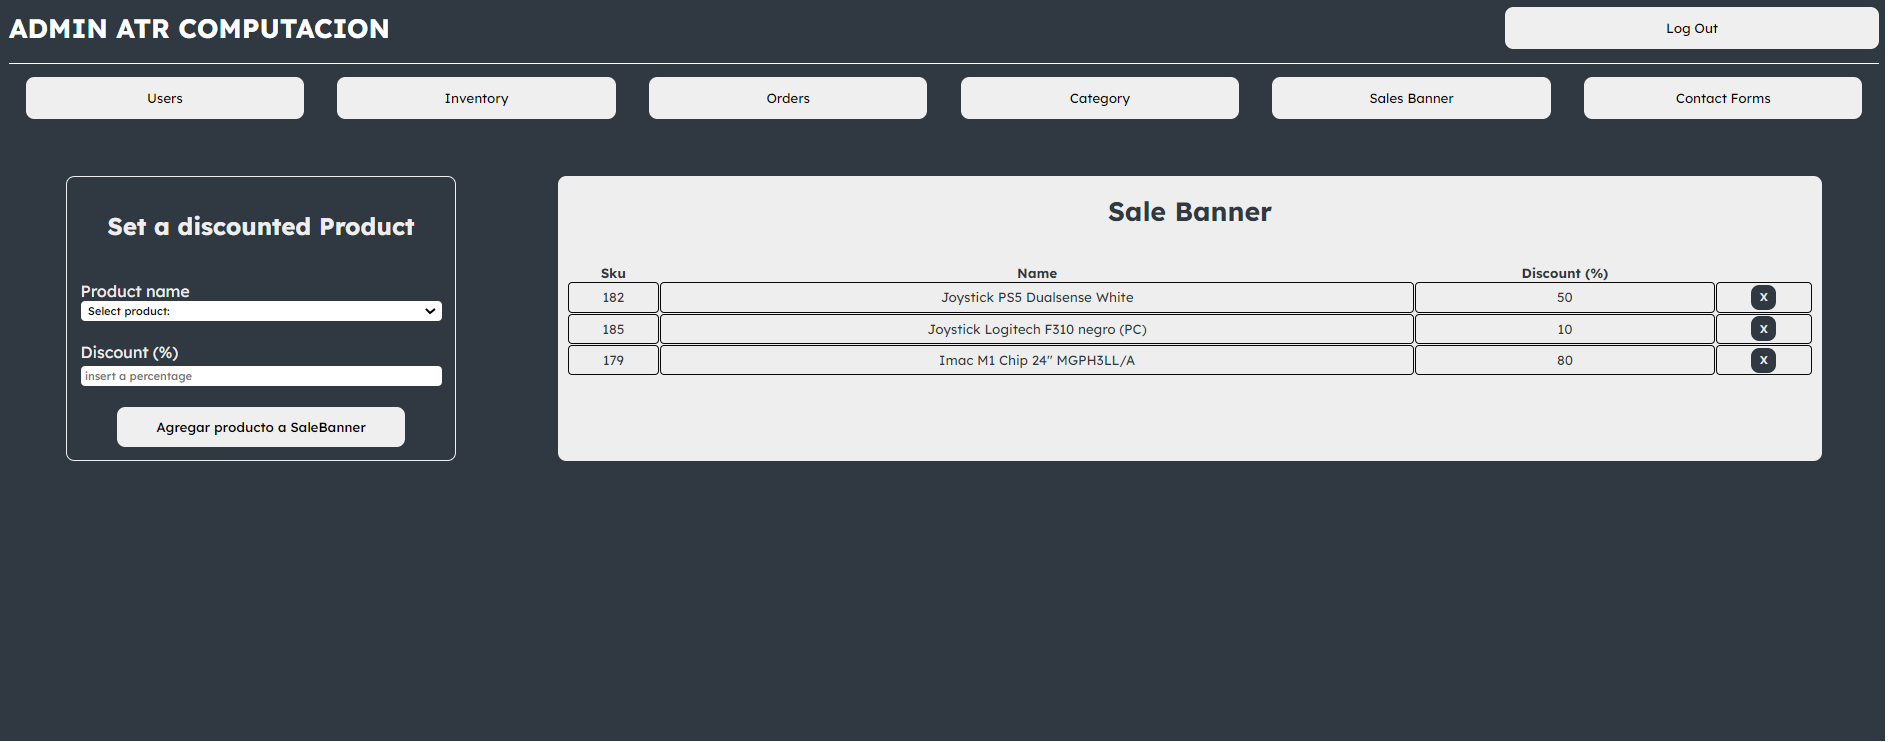 ADMIN ATR COMPUTACION
Log Out
Users
Inventory
Orders
Category
Sales Banner
Contact Forms
Set a discounted Product
Product name
Select product:
Discount (%)
insert a percentage
Agregar producto a SaleBanner
Sale Banner
Sku Name Discount (%)
182 Joystick PS5 Dualsense White 50 X
185 Joystick Logitech F310 negro (PC) 10 X
179 Imac M1 Chip 24" MGPH3LL/A 80 X